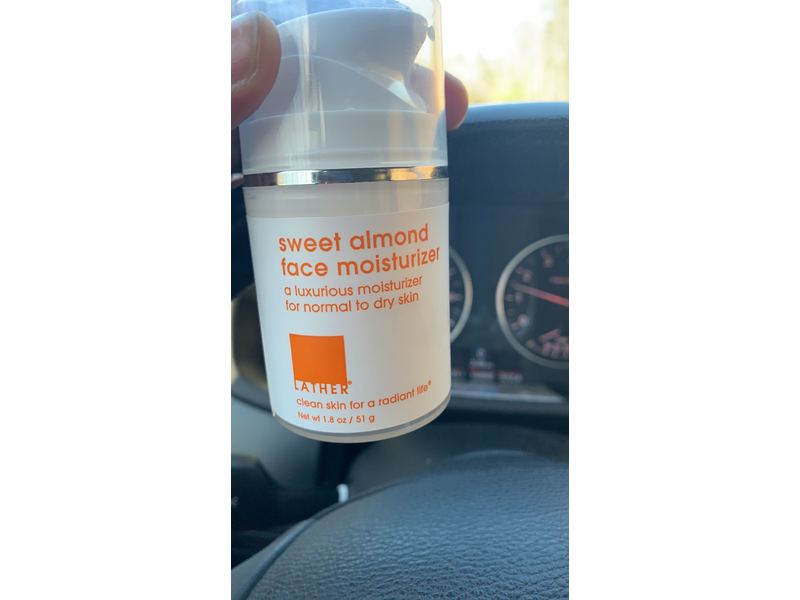 sweet almond
face moisturizer
a luxurious moisturizer
for normal to dry skin
LATHER®
clean skin for a radiant life®
Net wt 1.8 oz / 51 g